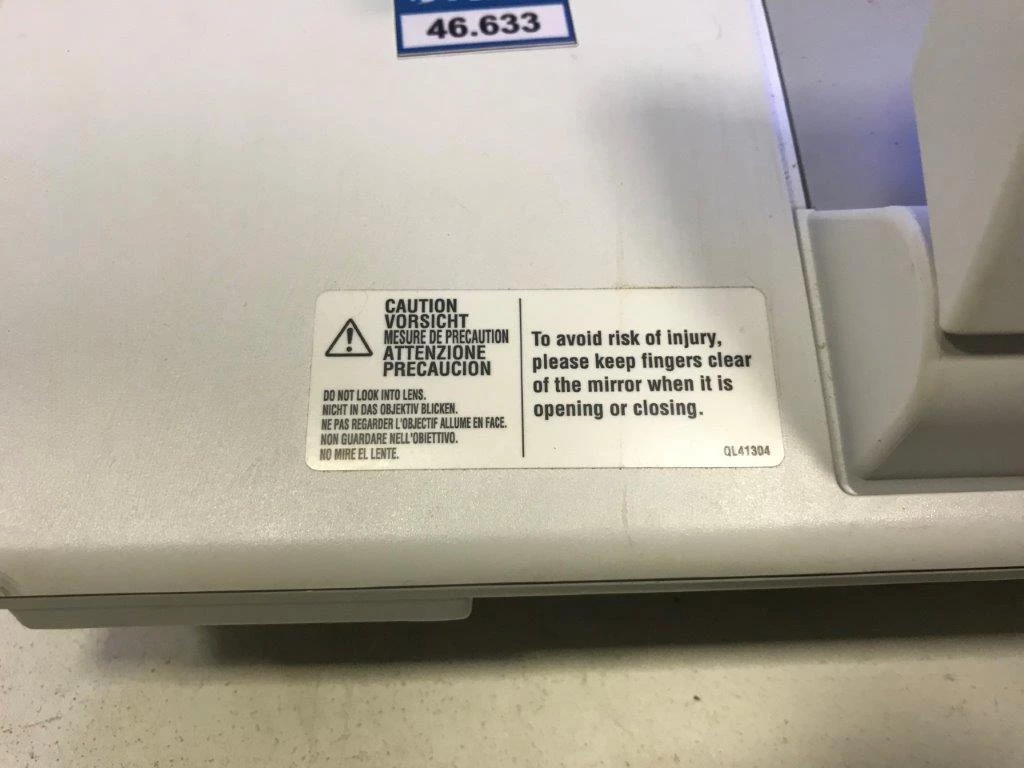 46.633
CAUTION
VORSICHT
MESURE DE PRECAUTION
ATTENZIONE
PRECAUCION
DO NOT LOOK INTO LENS.
NICHT IN DAS OBJEKTIV BLICKEN.
NE PAS REGARDER L'OBJECTIF ALLUME EN FACE.
NON GUARDARE NELL'OBIETTIVO.
NO MIRE EL LENTE.
To avoid risk of injury,
please keep fingers clear
of the mirror when it is
opening or closing.
QL41304